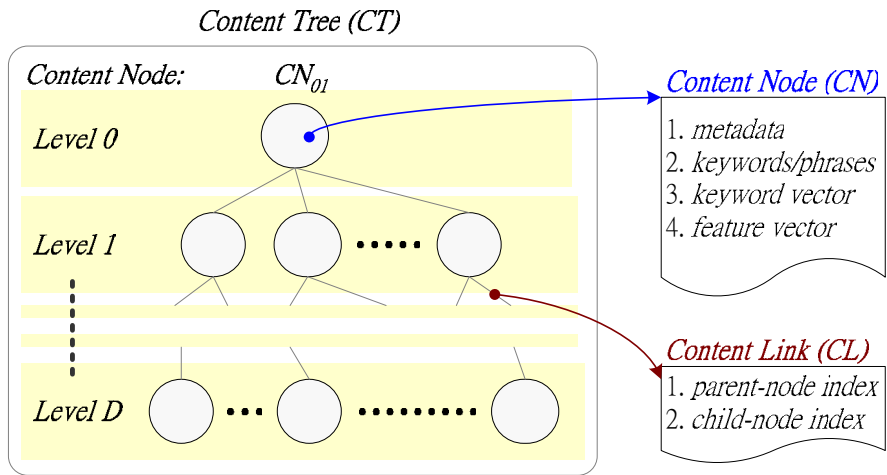 Content Tree (CT)
Content Node: CN01
Level 0
Level 1
Level D
Content Node (CN)
1. metadata
2. keywords/phrases
3. keyword vector
4. feature vector
Content Link (CL)
1. parent-node index
2. child-node index